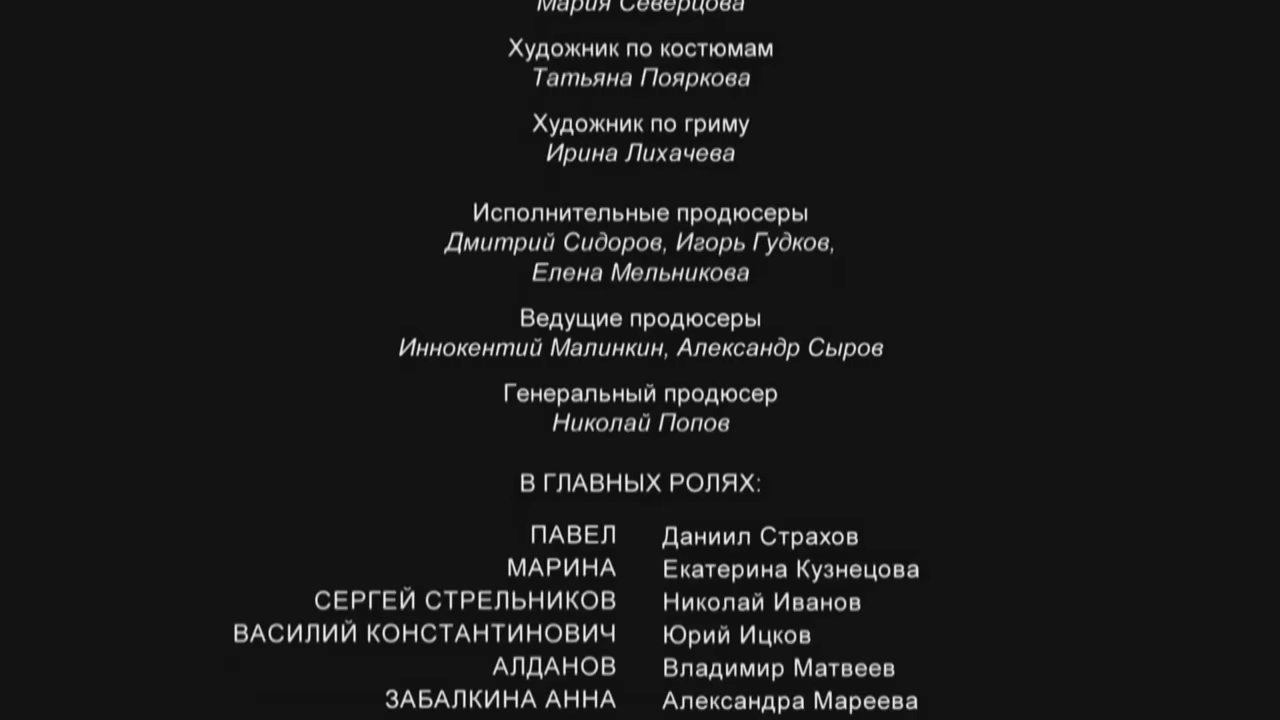 Мария Северцова
Художник по костюмам
Татьяна Пояркова
Художник по гриму
Ирина Лихачева
Исполнительные продюсеры
Дмитрий Сидоров, Игорь Гудков,
Елена Мельникова
Ведущие продюсеры
Иннокентий Малинкин, Александр Сыров
Генеральный продюсер
Николай Попов
В ГЛАВНЫХ РОЛЯХ:
ПАВЕЛ Даниил Страхов
МАРИНА Екатерина Кузнецова
СЕРГЕЙ СТРЕЛЬНИКОВ Николай Иванов
ВАСИЛИЙ КОНСТАНТИНОВИЧ Юрий Ицков
АЛДАНОВ Владимир Матвеев
ЗАБАЛКИНА АННА Александра Мареева